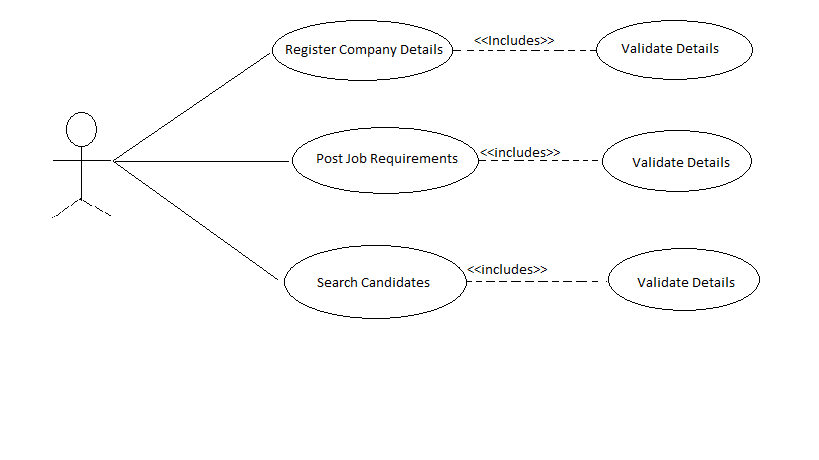 Register Company Details
<<Includes>>
Validate Details
Post Job Requirements
<<includes>>
Validate Details
Search Candidates
<<includes>>
Validate Details